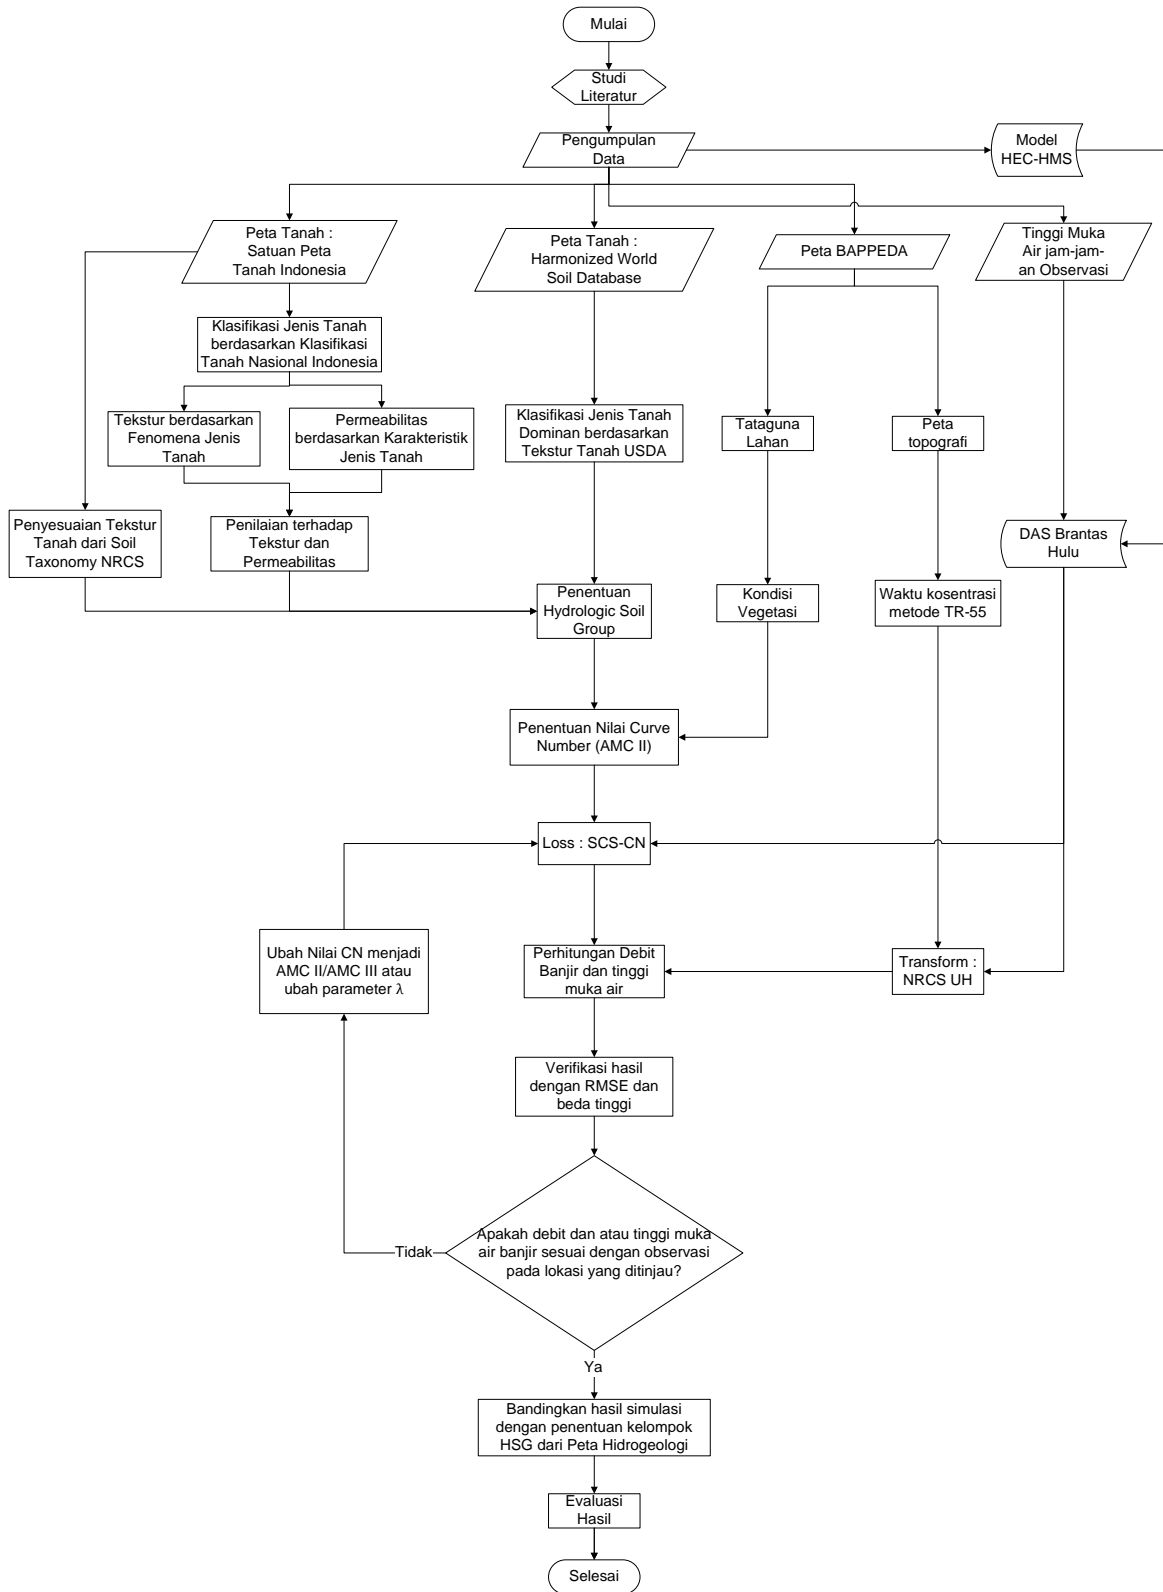 Mulai
Studi
Literatur
Pengumpulan
Data
Model
HEC-HMS
Peta Tanah :
Satuan Peta
Tanah Indonesia
Peta Tanah :
Harmonized World
Soil Database
Peta BAPPEDA
Tinggi Muka
Air jam-jam-
an Observasi
Klasifikasi Jenis Tanah
berdasarkan Klasifikasi
Tanah Nasional Indonesia
Tekstur berdasarkan
Fenomena Jenis
Tanah
Permeabilitas
berdasarkan Karakteristik
Jenis Tanah
Klasifikasi Jenis Tanah
Dominan berdasarkan
Tekstur Tanah USDA
Tataguna
Lahan
Peta
topografi
Penyesuaian Tekstur
Tanah dari Soil
Taxonomy NRCS
Penilaian terhadap
Tekstur dan
Permeabilitas
DAS Brantas
Hulu
Penentuan
Hydrologic Soil
Group
Kondisi
Vegetasi
Waktu kosentrasi
metode TR-55
Penentuan Nilai Curve
Number (AMC II)
Loss : SCS-CN
Ubah Nilai CN menjadi
AMC II/AMC III atau
ubah parameter λ
Perhitungan Debit
Banjir dan tinggi
muka air
Transform :
NRCS UH
Verifikasi hasil
dengan RMSE dan
beda tinggi
Apakah debit dan atau tinggi muka
air banjir sesuai dengan observasi
pada lokasi yang ditinjau?
Tidak
Ya
Bandingkan hasil simulasi
dengan penentuan kelompok
HSG dari Peta Hidrogeologi
Evaluasi
Hasil
Selesai